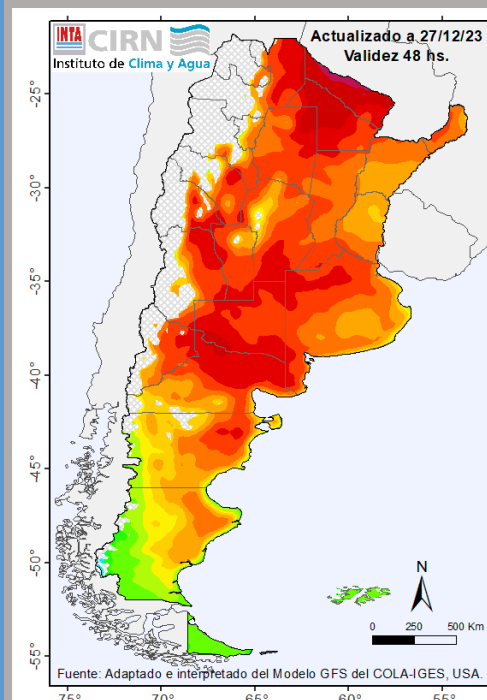 INTA CIRN
Instituto de Clima y Agua
Actualizado a 27/12/23
Validez 48 hs.
-25°
-30°
-35°
-40°
-45°
-50°
-55°
N
0 250 500 Km
Fuente: Adaptado e interpretado del Modelo GFS del COLA-IGES, USA.
-75° -70° -65° -60° -55°